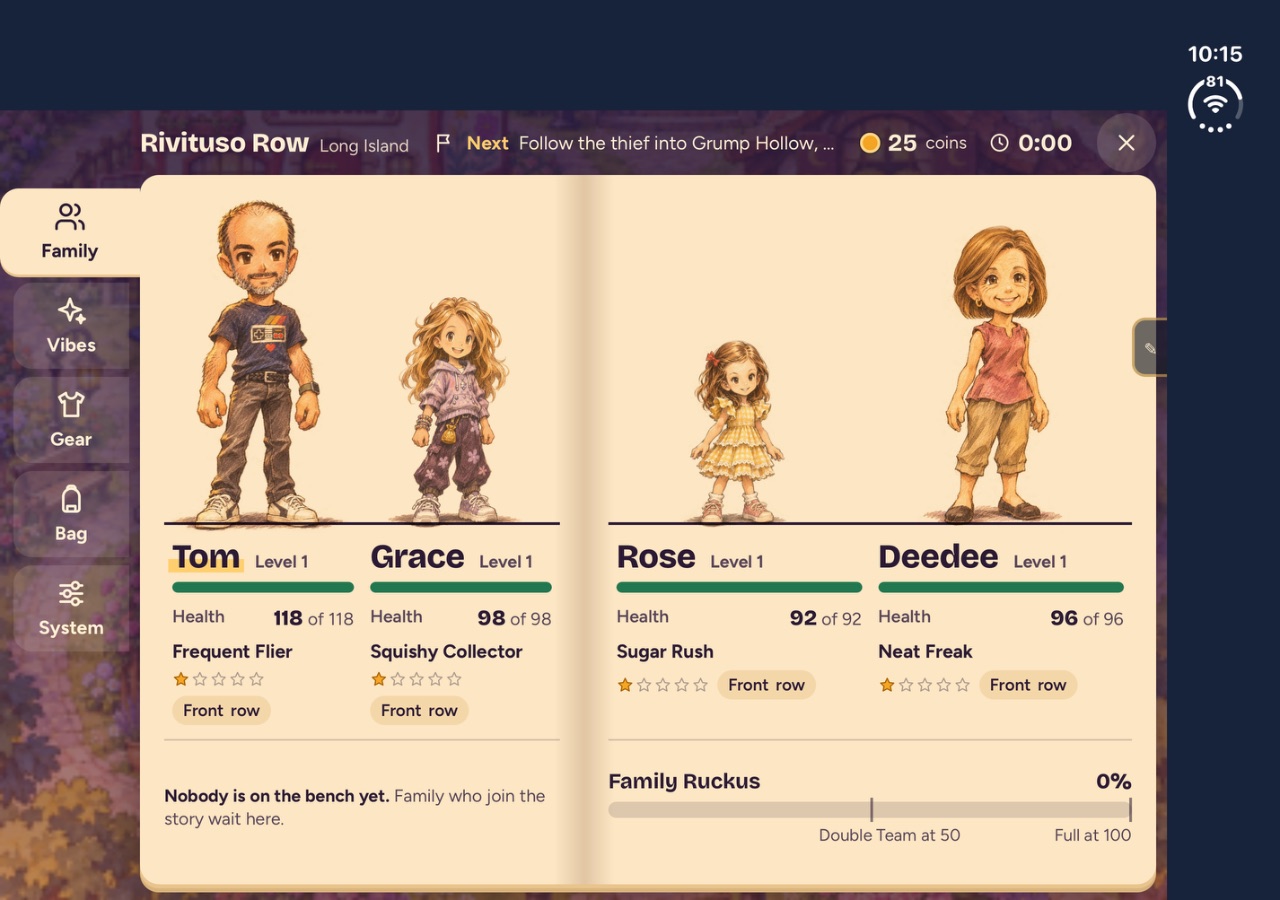 10:15
81
Rivituso Row Long Island Next Follow the thief into Grump Hollow, ... 25 coins 0:00
Family
Vibes
Gear
Bag
System
Tom Level 1
Health 118 of 118
Frequent Flier
Front row
Grace Level 1
Health 98 of 98
Squishy Collector
Front row
Nobody is on the bench yet. Family who join the
story wait here.
Rose Level 1
Health 92 of 92
Sugar Rush
Front row
Deedee Level 1
Health 96 of 96
Neat Freak
Front row
Family Ruckus 0%
Double Team at 50 Full at 100